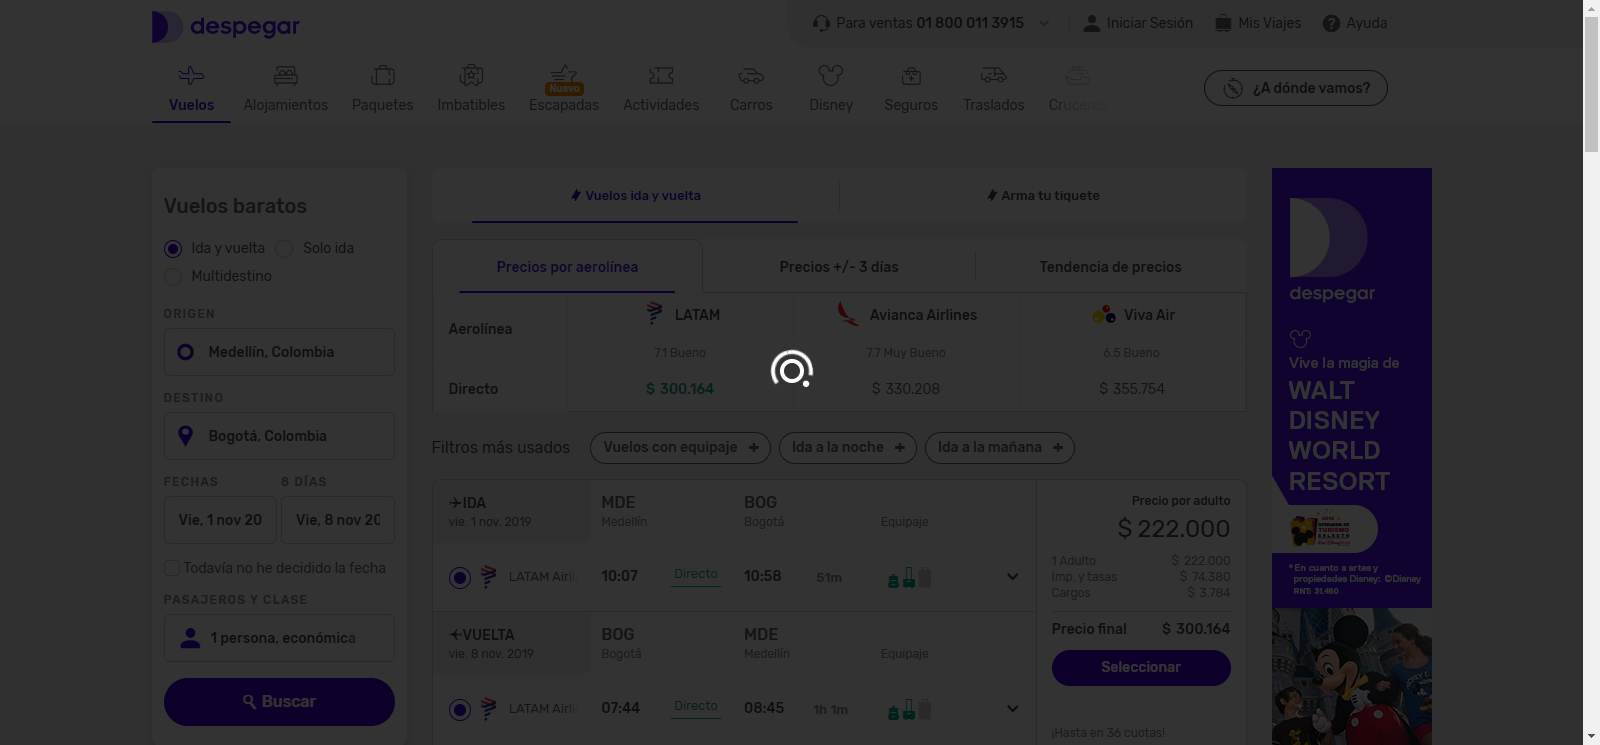 despegar
Para ventas 01 800 011 3915
Iniciar Sesión
Mis Viajes
Ayuda
Vuelos
Alojamientos
Paquetes
Imbatibles
Nuevo
Escapadas
Actividades
Carros
Disney
Seguros
Traslados
Cruceros
¿A dónde vamos?
Vuelos baratos
Ida y vuelta
Solo ida
Multidestino
ORIGEN
Medellín, Colombia
DESTINO
Bogotá, Colombia
FECHAS
8 DÍAS
Vie, 1 nov 20
Vie, 8 nov 20
Todavía no he decidido la fecha
PASAJEROS Y CLASE
1 persona, económica
Buscar
Vuelos ida y vuelta
Arma tu tiquete
Precios por aerolínea
Precios +/- 3 días
Tendencia de precios
Aerolínea
LATAM
Avianca Airlines
Viva Air
7.1 Bueno
7.7 Muy Bueno
6.5 Bueno
Directo
$ 300.164
$ 330.208
$ 355.754
Filtros más usados
Vuelos con equipaje +
Ida a la noche +
Ida a la mañana +
IDA
MDE
BOG
vie. 1 nov. 2019
Medellín
Bogotá
Equipaje
LATAM Airli
10:07
Directo
10:58
51m
VUELTA
BOG
MDE
vie. 8 nov. 2019
Bogotá
Medellín
Equipaje
LATAM Airli
07:44
Directo
08:45
1h 1m
Precio por adulto
$ 222.000
1 Adulto
$ 222.000
Imp. y tasas
$ 74.380
Cargos
$ 3.784
Precio final
$ 300.164
Seleccionar
¡Hasta en 36 cuotas!
despegar
Vive la magia de
WALT
DISNEY
WORLD
RESORT
TURISMO
SELECTO
* En cuanto a artes y
propiedades Disney: ©Disney
RNT: 31.460